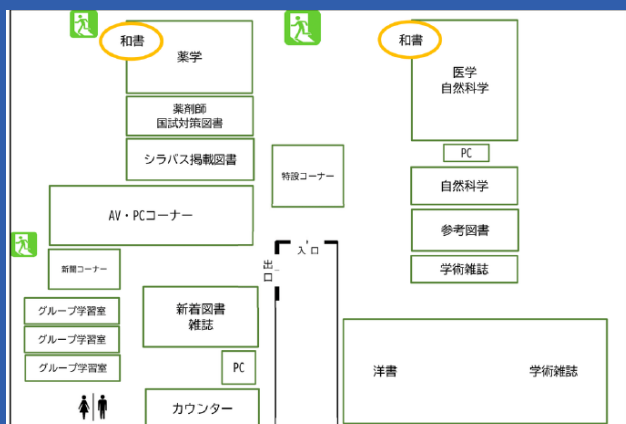 和書
薬学
薬剤師
国試対策図書
シラバス掲載図書
AV・PCコーナー
新聞コーナー
グループ学習室
グループ学習室
グループ学習室
新着図書
雑誌
PC
カウンター
特設コーナー
入口
出口
和書
医学
自然科学
PC
自然科学
参考図書
学術雑誌
洋書
学術雑誌